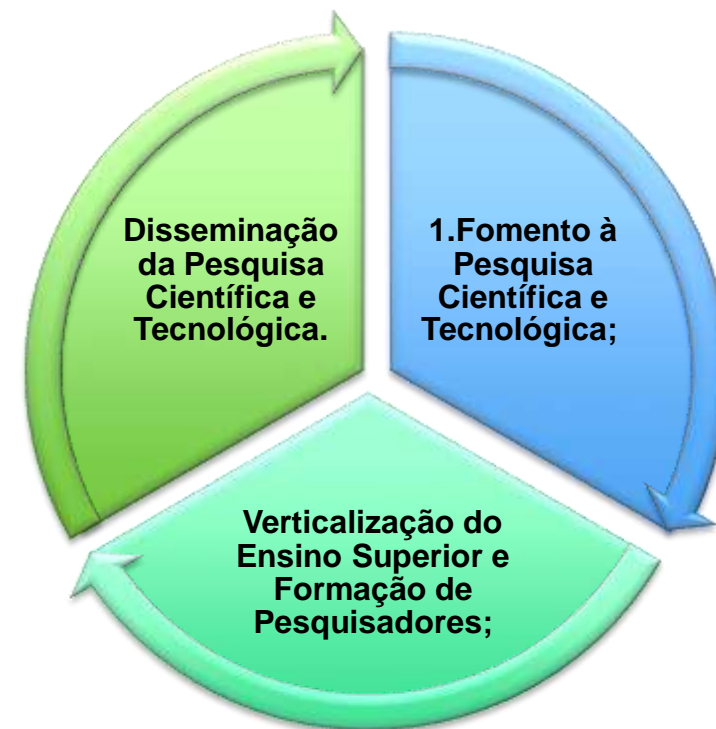 1.Fomento à
Pesquisa
Científica e
Tecnológica;
Verticalização do
Ensino Superior e
Formação de
Pesquisadores;
Disseminação
da Pesquisa
Científica e
Tecnológica.